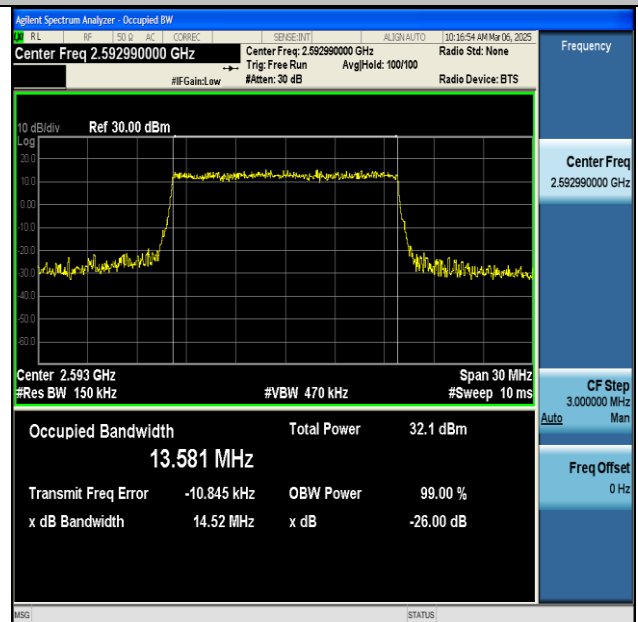 Agilent Spectrum Analyzer - Occupied BW
RL RF 50 Ω AC CORREC SENSE:INT ALIGN AUTO 10:16:54 AM Mar 06, 2025
Center Freq 2.592990000 GHz
Center Freq: 2.592990000 GHz Radio Std: None
Trig: Free Run Avg|Hold: 100/100
#IFGain:Low #Atten: 30 dB Radio Device: BTS
10 dB/div Ref 30.00 dBm
Log
20.0
10.0
0.00
-10.0
-20.0
-30.0
-40.0
-50.0
-60.0
Center 2.593 GHz Span 30 MHz
#Res BW 150 kHz #VBW 470 kHz #Sweep 10 ms
Occupied Bandwidth Total Power 32.1 dBm
13.581 MHz
Transmit Freq Error -10.845 kHz OBW Power 99.00 %
x dB Bandwidth 14.52 MHz x dB -26.00 dB
MSG STATUS
Frequency
Center Freq
2.592990000 GHz
CF Step
3.000000 MHz
Auto Man
Freq Offset
0 Hz